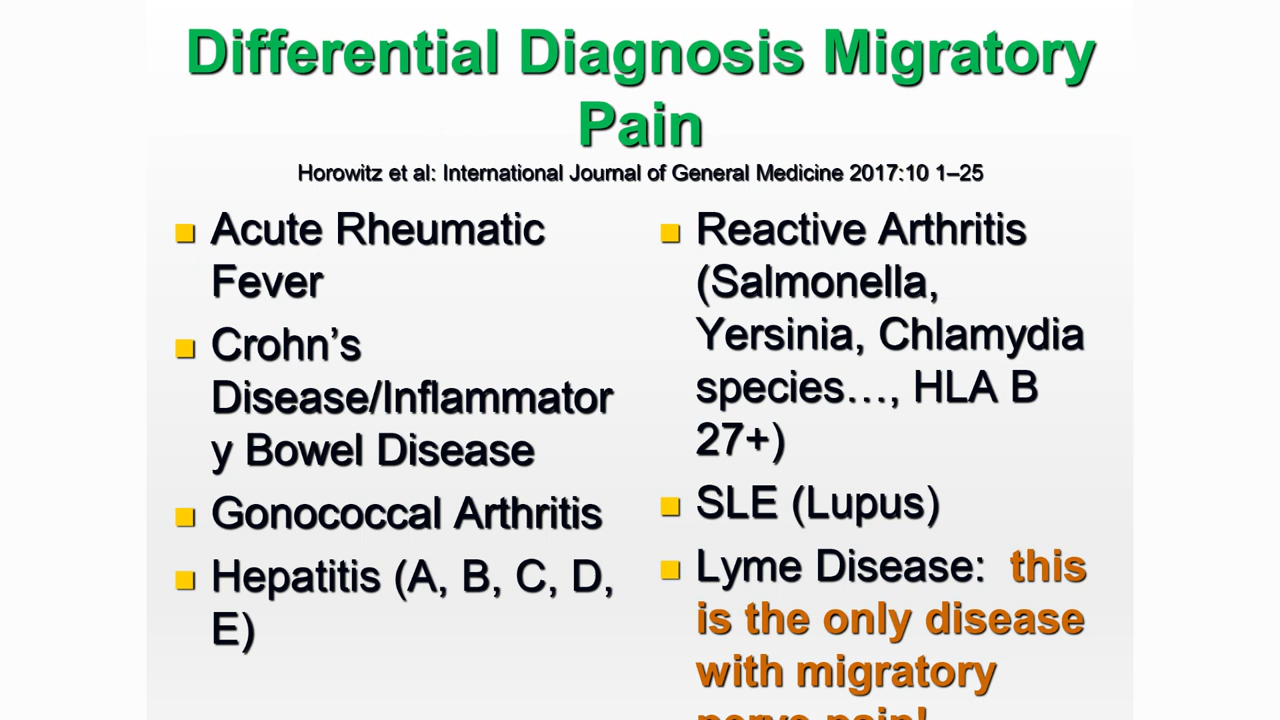 Differential Diagnosis Migratory
Pain
Horowitz et al: International Journal of General Medicine 2017:10 1–25
Acute Rheumatic
Fever
Crohn’s
Disease/Inflammator
y Bowel Disease
Gonococcal Arthritis
Hepatitis (A, B, C, D,
E)
Reactive Arthritis
(Salmonella,
Yersinia, Chlamydia
species…, HLA B
27+)
SLE (Lupus)
Lyme Disease: this
is the only disease
with migratory
nerve pain!